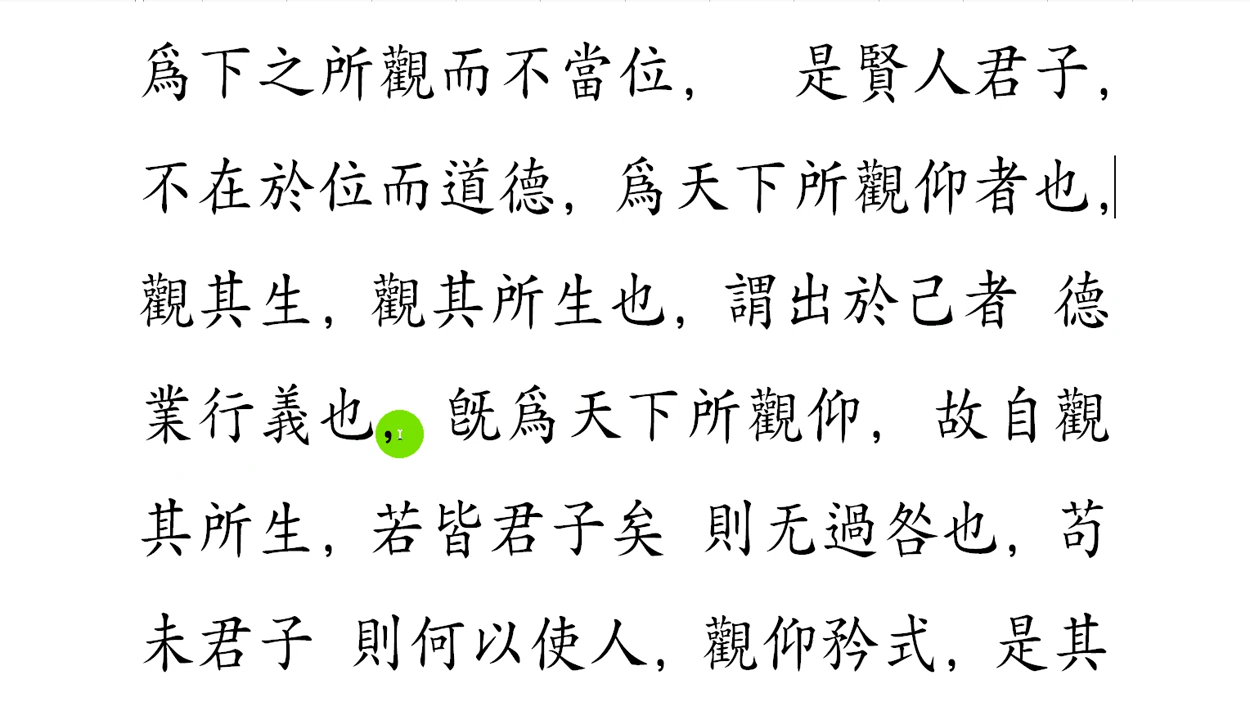 爲下之所觀而不當位， 是賢人君子，
不在於位而道德，爲天下所觀仰者也，
觀其生，觀其所生也，謂出於己者 德
業行義也， 旣爲天下所觀仰， 故自觀
其所生，若皆君子矣 則无過咎也，苟
未君子 則何以使人，觀仰矜式，是其